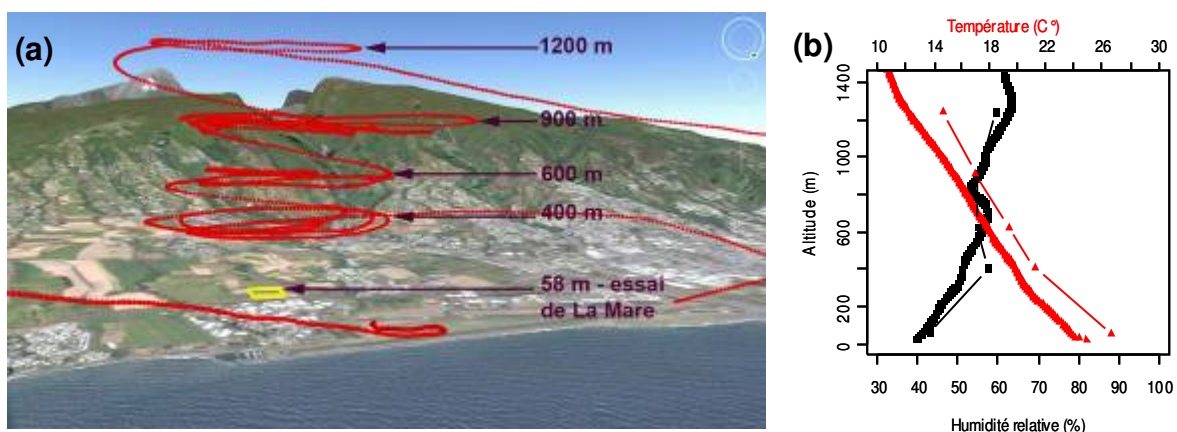 (a)
1200 m
900 m
600 m
400 m
58 m - essai
de La Mare
(b)
Température (C°)
10 14 18 22 26 30
Altitude (m)
1400
1000
600
200
0
30 40 50 60 70 80 90 100
Humidité relative (%)